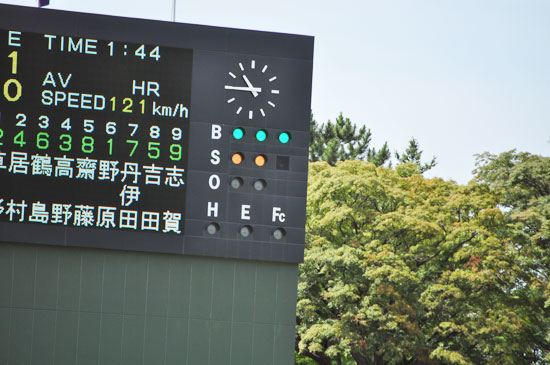 E TIME 1:44
1
0 AV HR
SPEED 121 km/h
2 3 4 5 6 7 8 9
4 6 3 8 1 7 5 9
居鶴高齋野丹吉志
伊
村島野藤原田田賀
B
S
O
H E Fc